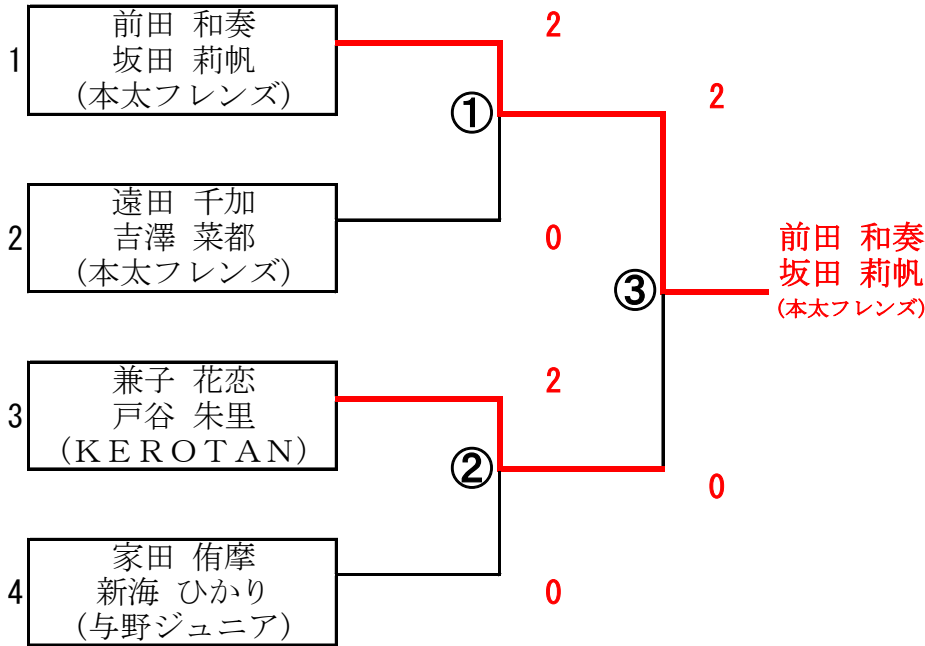 1
前田 和奏
坂田 莉帆
(本太フレンズ)
2
①
2
2
遠田 千加
吉澤 菜都
(本太フレンズ)
0
③
前田 和奏
坂田 莉帆
(本太フレンズ)
3
兼子 花恋
戸谷 朱里
(KEROTAN)
2
②
0
4
家田 侑摩
新海 ひかり
(与野ジュニア)
0